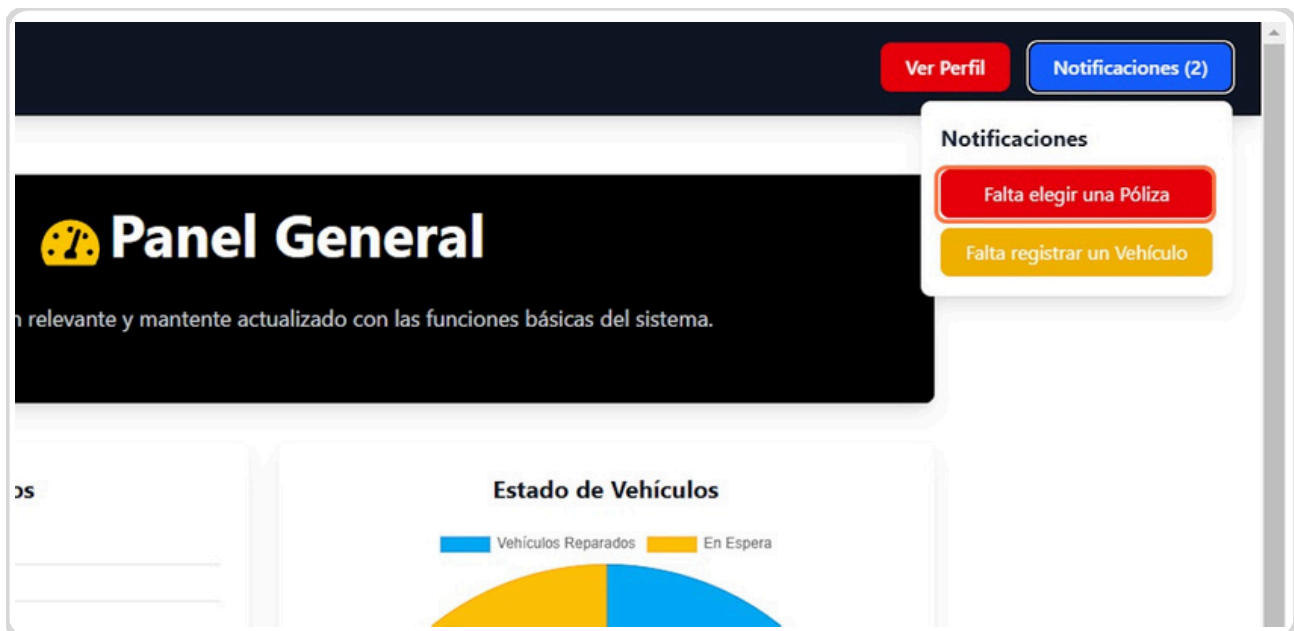 Ver Perfil
Notificaciones (2)
Notificaciones
Falta elegir una Póliza
Falta registrar un Vehículo
Panel General
relevante y mantente actualizado con las funciones básicas del sistema.
Estado de Vehículos
Vehículos Reparados
En Espera